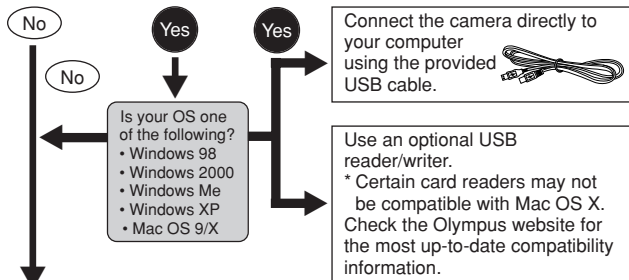 No
Yes
Yes
No
Is your OS one
of the following?
• Windows 98
• Windows 2000
• Windows Me
• Windows XP
• Mac OS 9/X
Connect the camera directly to
your computer
using the provided
USB cable.
Use an optional USB
reader/writer.
* Certain card readers may not
be compatible with Mac OS X.
Check the Olympus website for
the most up-to-date compatibility
information.